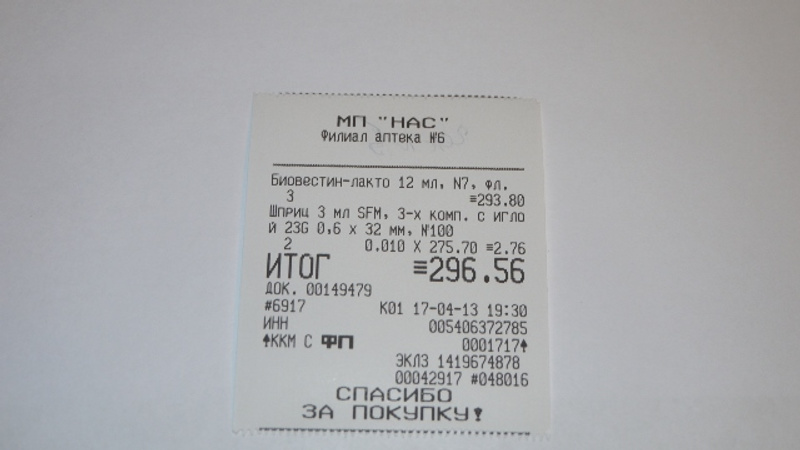 МП "НАС"
Филиал аптека №6
Биовестин-лакто 12 мл, N7, фл.
3 ≡293.80
Шприц 3 мл SFM, 3-х комп. с игло
й 23G 0,6 х 32 мм, №100
2 0.010 X 275.70 ≡2.76
ИТОГ ≡296.56
ДОК. 00149479
#6917 К01 17-04-13 19:30
ИНН 005406372785
ККМ С ФП 0001717
ЭКЛЗ 1419674878
00042917 #048016
СПАСИБО
ЗА ПОКУПКУ!